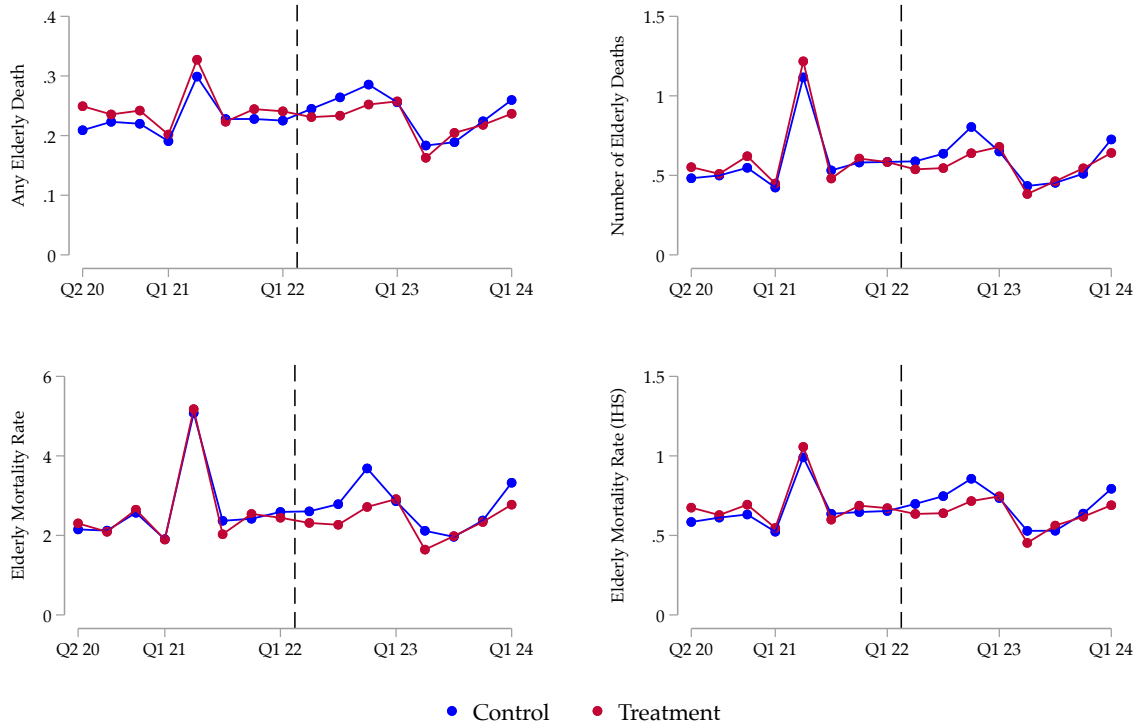 Any Elderly Death
.4
.3
.2
.1
0
Q2 20
Q1 21
Q1 22
Q1 23
Q1 24
Number of Elderly Deaths
1.5
1
.5
0
Q2 20
Q1 21
Q1 22
Q1 23
Q1 24
Elderly Mortality Rate
6
4
2
0
Q2 20
Q1 21
Q1 22
Q1 23
Q1 24
Elderly Mortality Rate (IHS)
1.5
1
.5
0
Q2 20
Q1 21
Q1 22
Q1 23
Q1 24
Control
Treatment